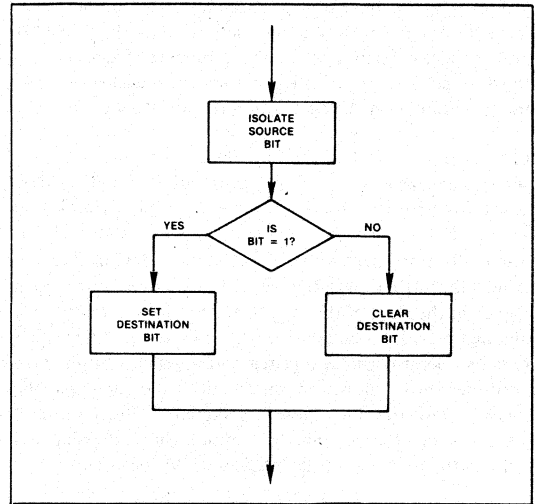 ISOLATE
SOURCE
BIT
IS
BIT = 1?
YES
NO
SET
DESTINATION
BIT
CLEAR
DESTINATION
BIT